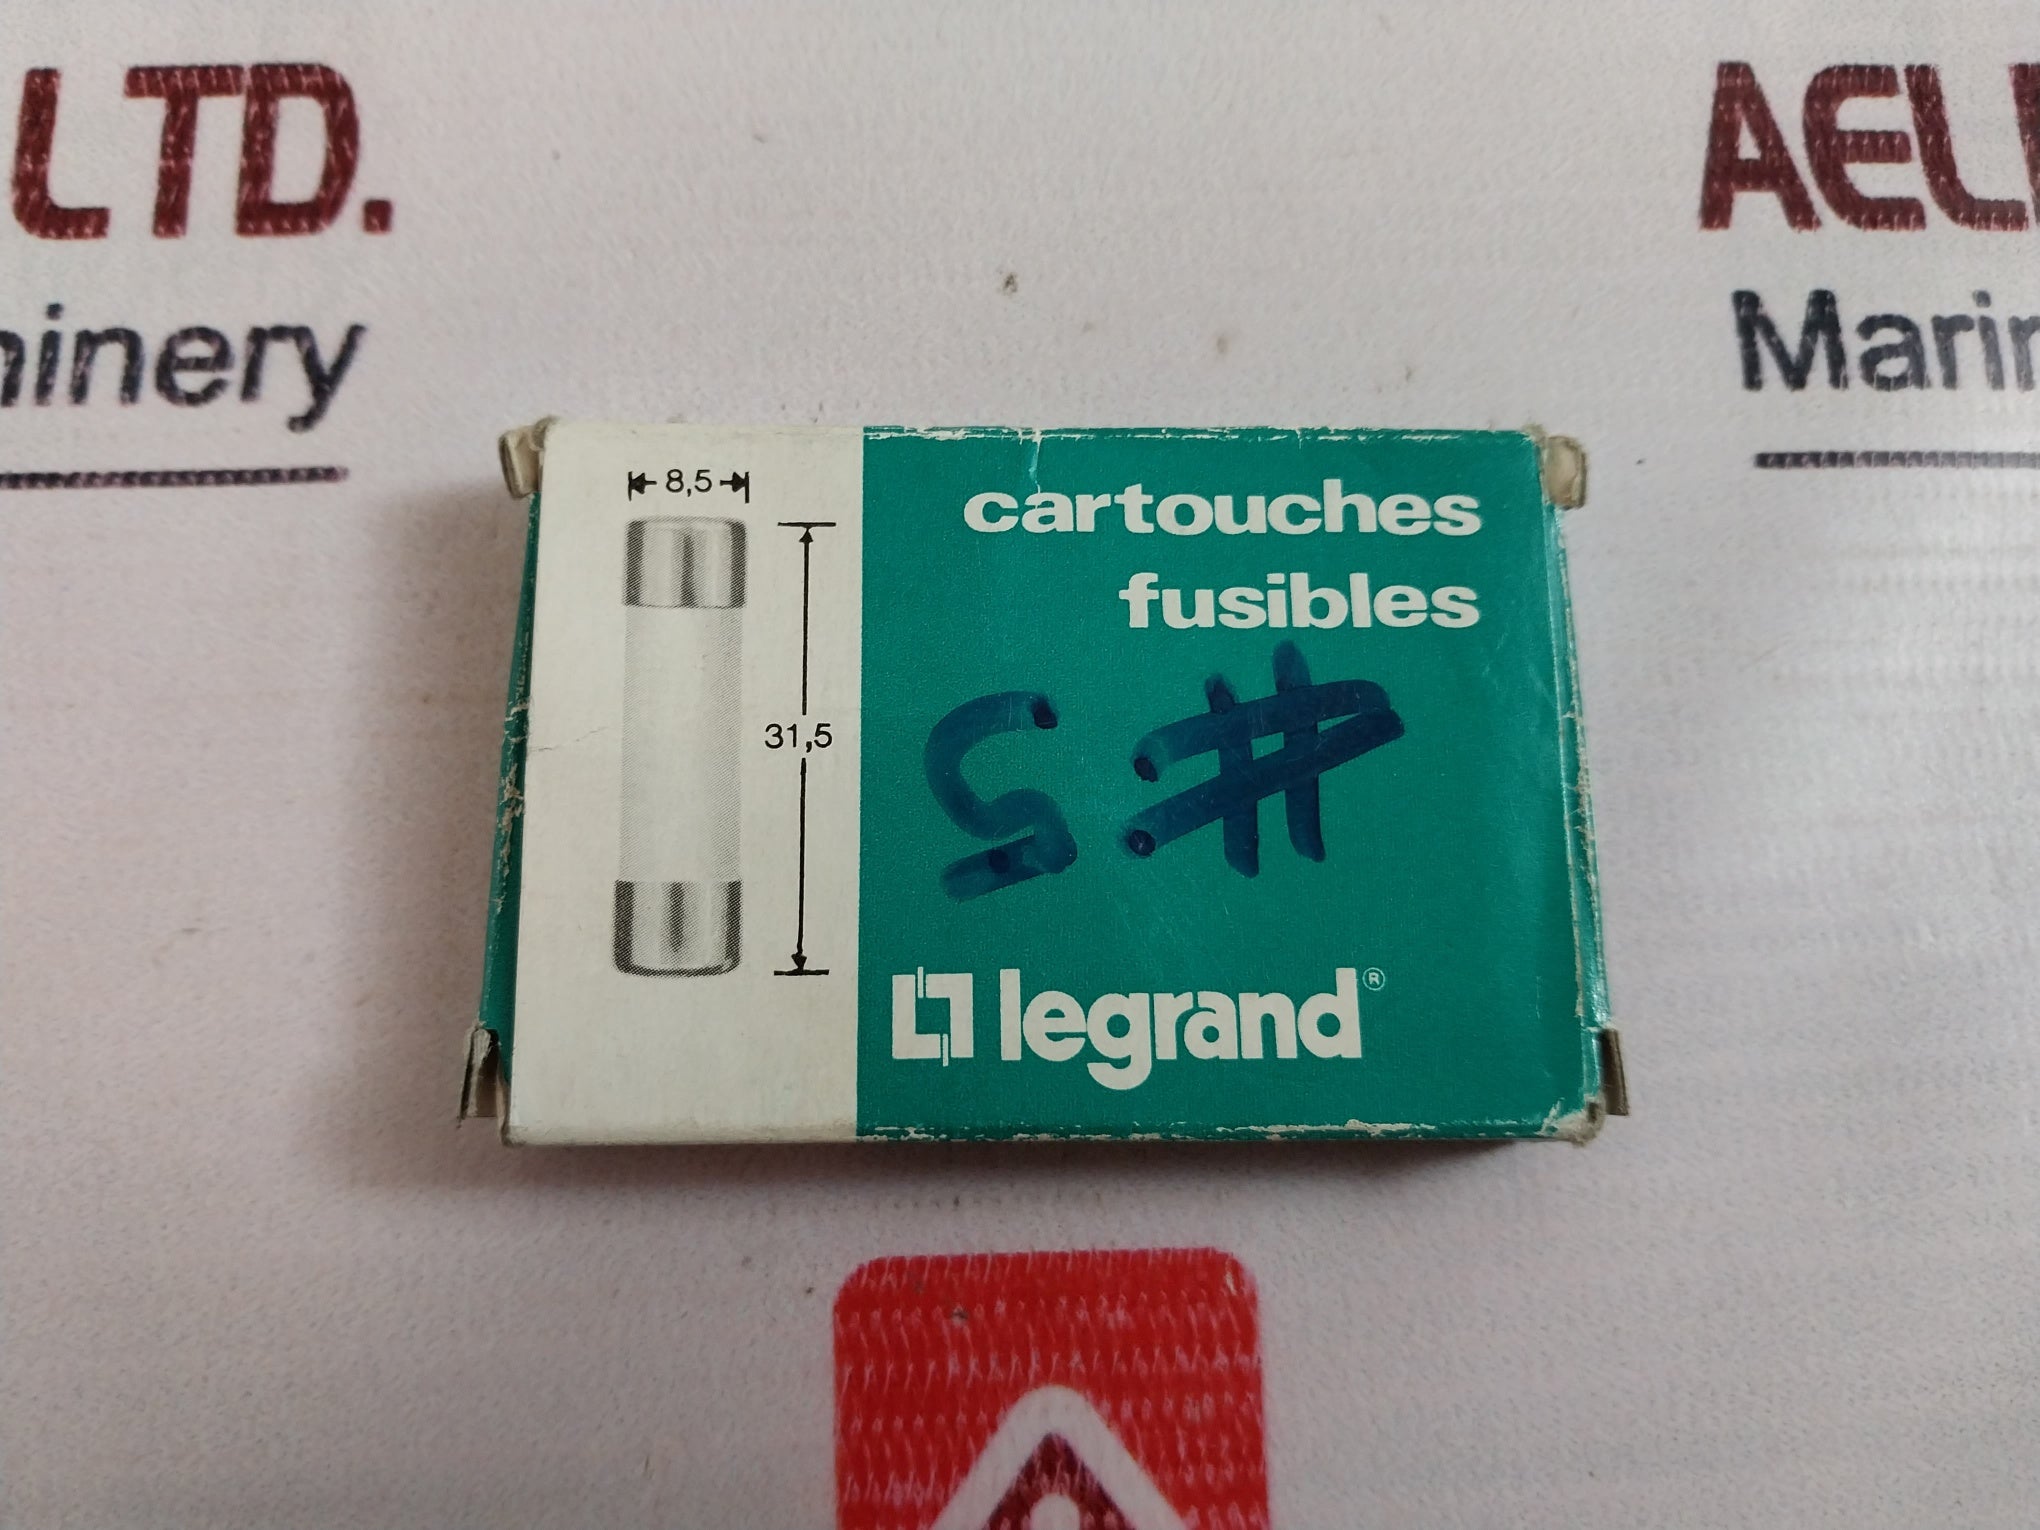 LTD.
AEL
hinery
Marin
8,5
31,5
cartouches
fusibles
5 #
legrand®